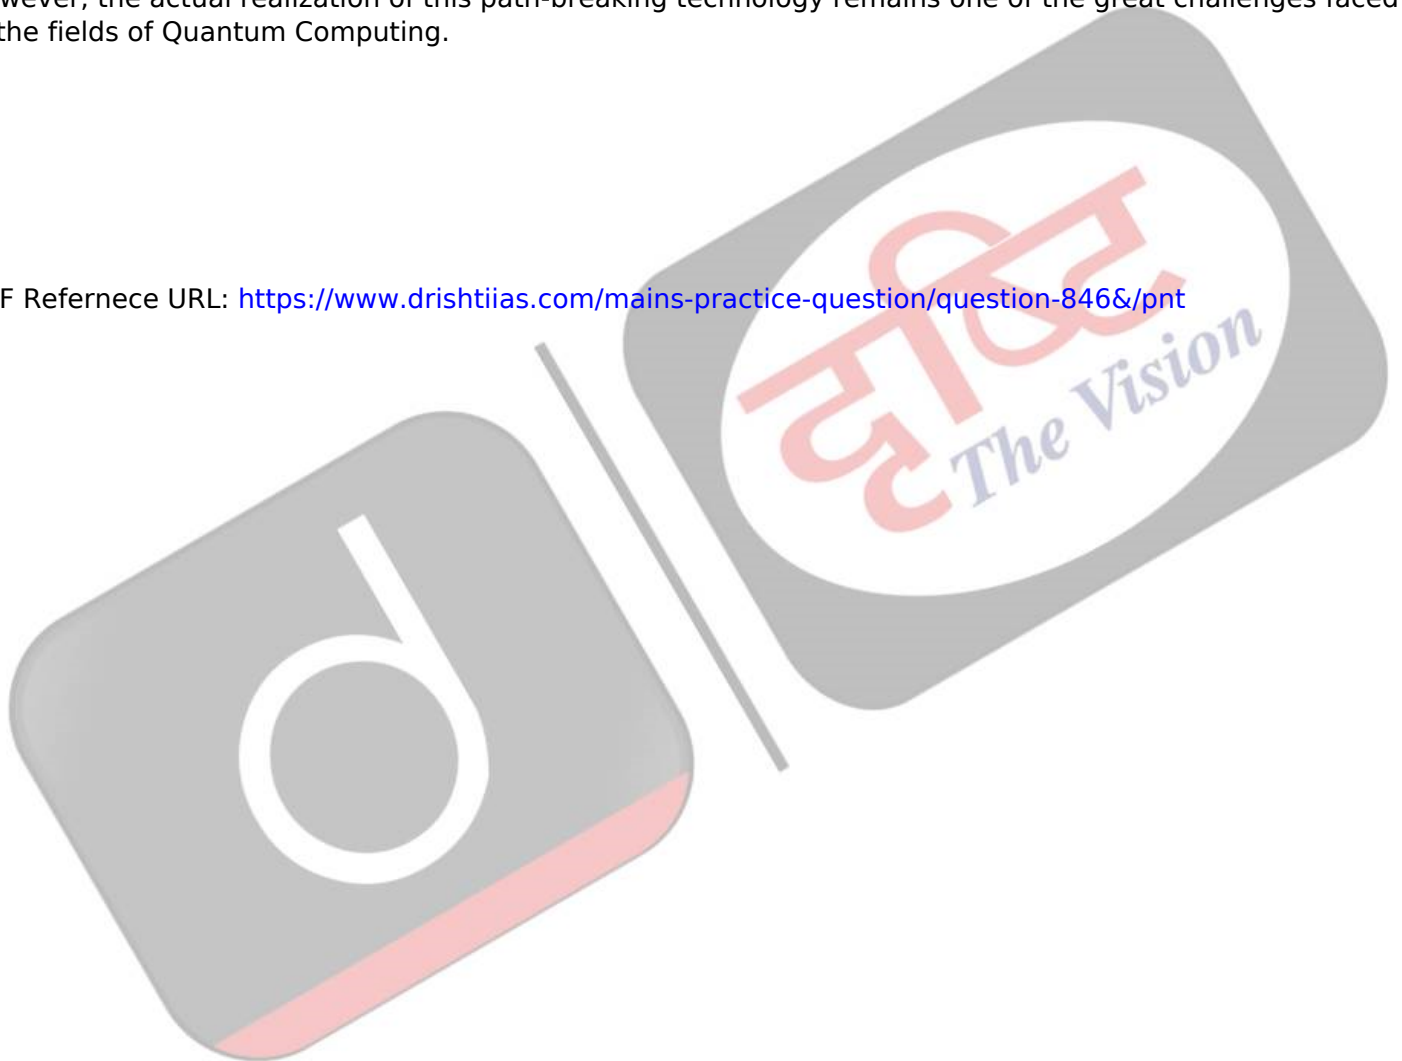 wever, the actual realization of this path-breaking technology remains one of the great challenges faced
the fields of Quantum Computing.
F Refernece URL: https://www.drishtiias.com/mains-practice-question/question-846&/pnt
दृष्टि
The Vision
d